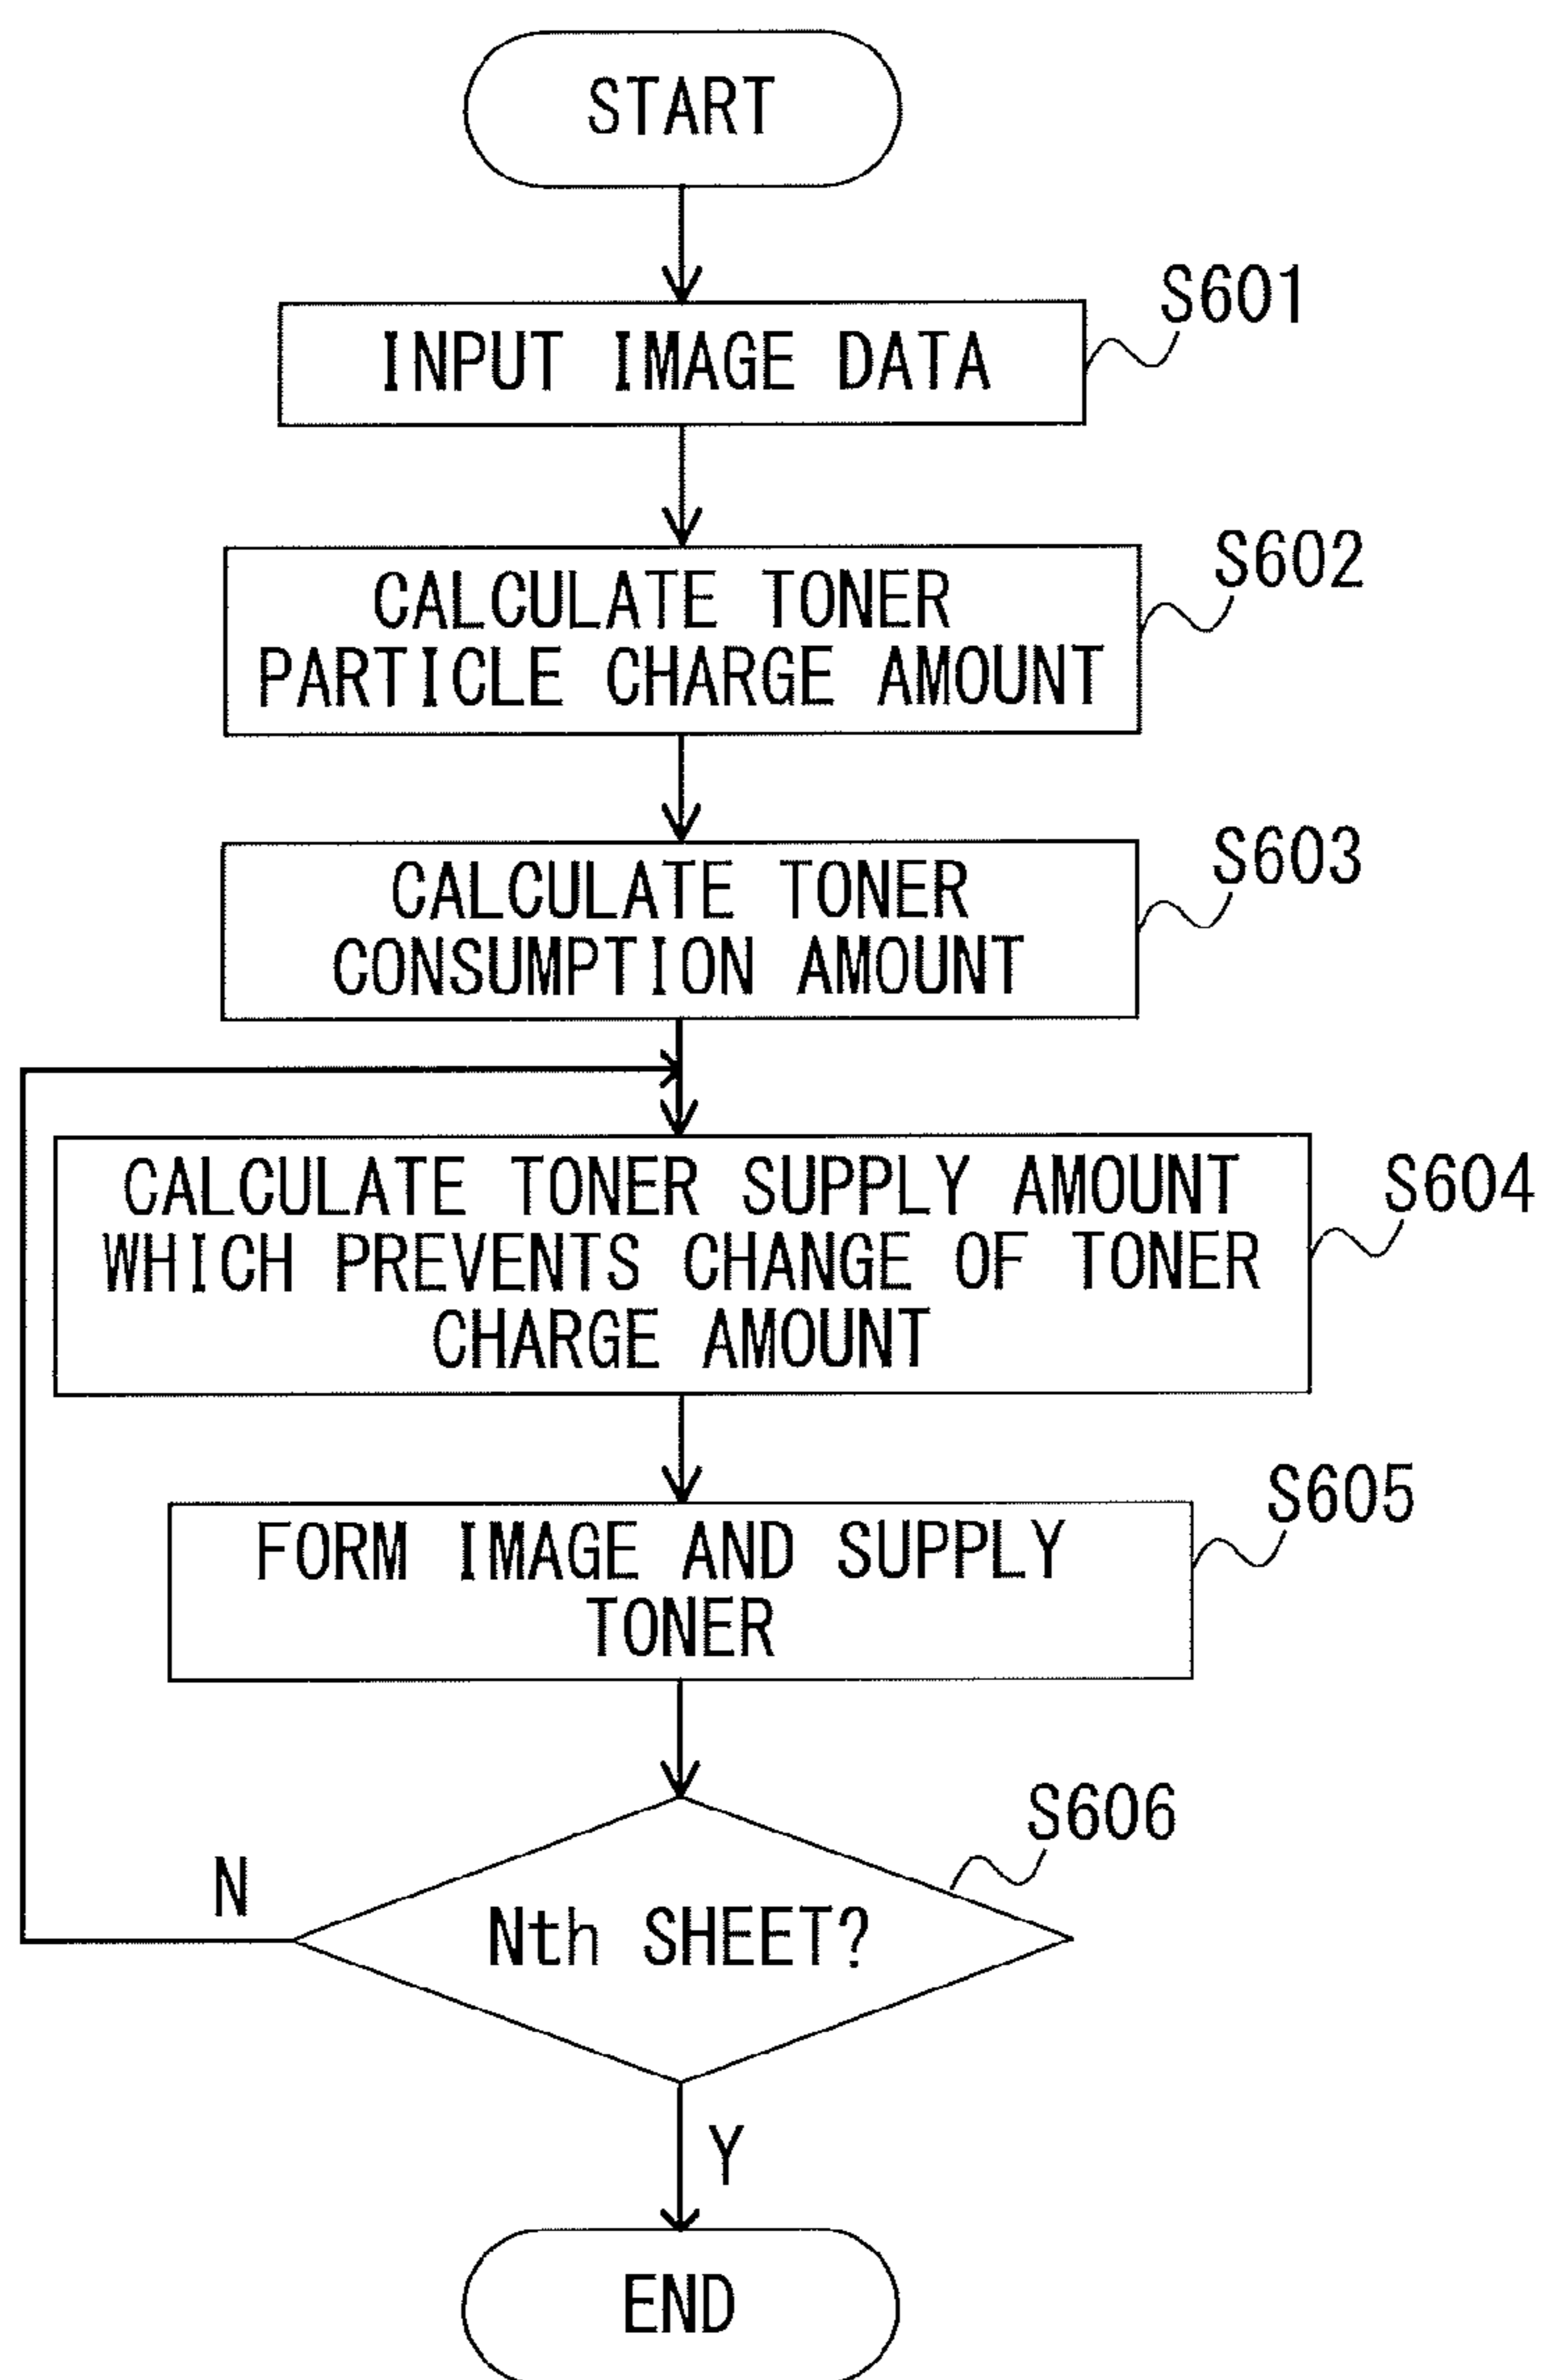 START
S601
INPUT IMAGE DATA
S602
CALCULATE TONER
PARTICLE CHARGE AMOUNT
S603
CALCULATE TONER
CONSUMPTION AMOUNT
S604
CALCULATE TONER SUPPLY AMOUNT
WHICH PREVENTS CHANGE OF TONER
CHARGE AMOUNT
S605
FORM IMAGE AND SUPPLY
TONER
S606
N
Nth SHEET?
Y
END